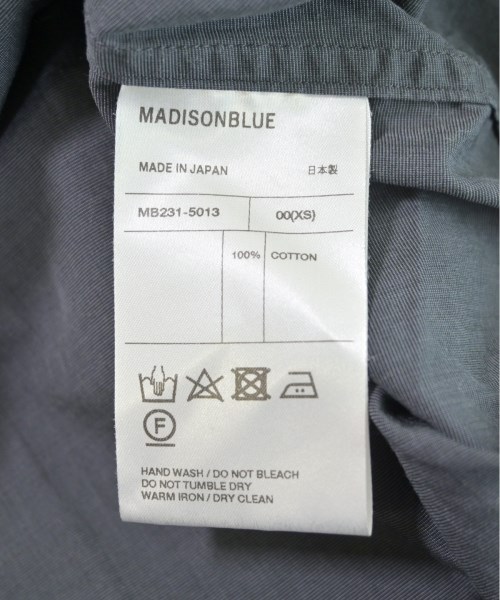 MADISONBLUE
MADE IN JAPAN 日本製
MB231-5013 00(XS)
100% COTTON
F
HAND WASH / DO NOT BLEACH
DO NOT TUMBLE DRY
WARM IRON / DRY CLEAN